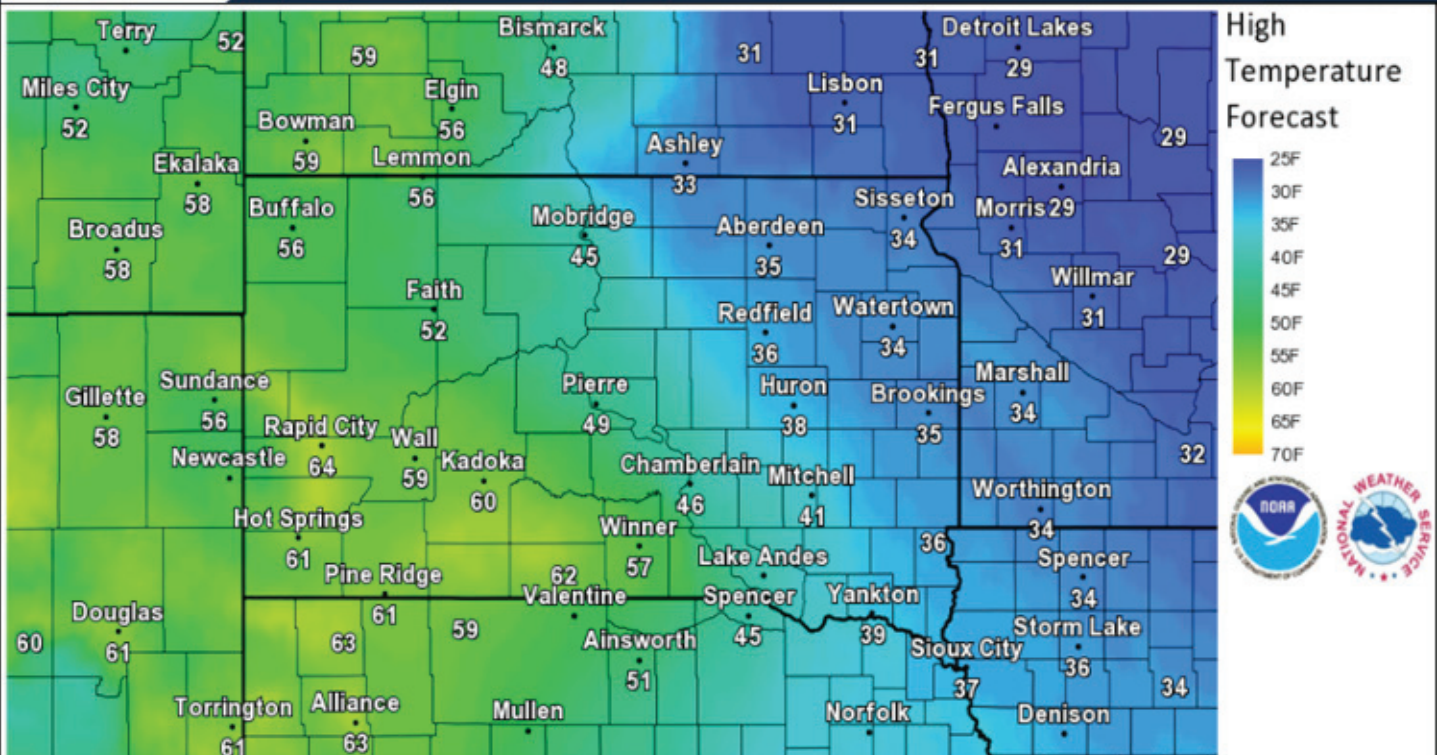 High
Temperature
Forecast
25F
30F
35F
40F
45F
50F
55F
60F
65F
70F
NOAA
NATIONAL WEATHER SERVICE
Terry
52
59
Bismarck
48
31
31
Detroit Lakes
29
Miles City
52
Elgin
56
Lisbon
31
Fergus Falls
29
Bowman
59
Lemmon
56
Ashley
33
Ekalaka
58
Alexandria
29
Buffalo
56
Mobridge
45
Aberdeen
35
Sisseton
34
Morris
31
Broadus
58
29
Willmar
31
Faith
52
Redfield
36
Watertown
34
Gillette
58
Sundance
56
Pierre
49
Huron
38
Brookings
35
Marshall
34
Rapid City
64
Wall
59
Newcastle
Kadoka
60
Chamberlain
46
Mitchell
41
32
Worthington
34
Hot Springs
61
Winner
57
36
Pine Ridge
61
62
Lake Andes
Spencer
34
Valentine
Spencer
45
Yankton
39
Douglas
61
60
63
59
Ainsworth
51
Storm Lake
36
Sioux City
37
34
Torrington
61
Alliance
63
Mullen
Norfolk
Denison